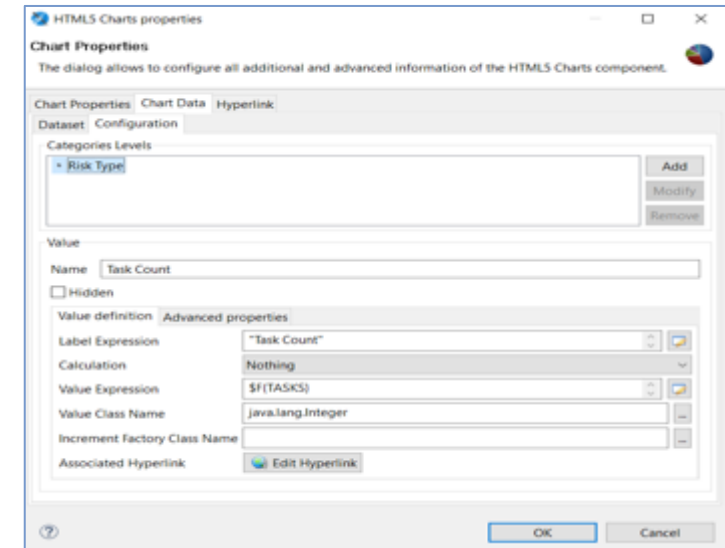 HTML5 Charts properties
Chart Properties
The dialog allows to configure all additional and advanced information of the HTML5 Charts component.
Chart Properties Chart Data Hyperlink
Dataset Configuration
Categories Levels
Risk Type
Add
Modify
Remove
Value
Name Task Count
Hidden
Value definition Advanced properties
Label Expression "Task Count"
Calculation Nothing
Value Expression $F{TASKS}
Value Class Name java.lang.Integer ...
Increment Factory Class Name ...
Associated Hyperlink Edit Hyperlink
? OK Cancel